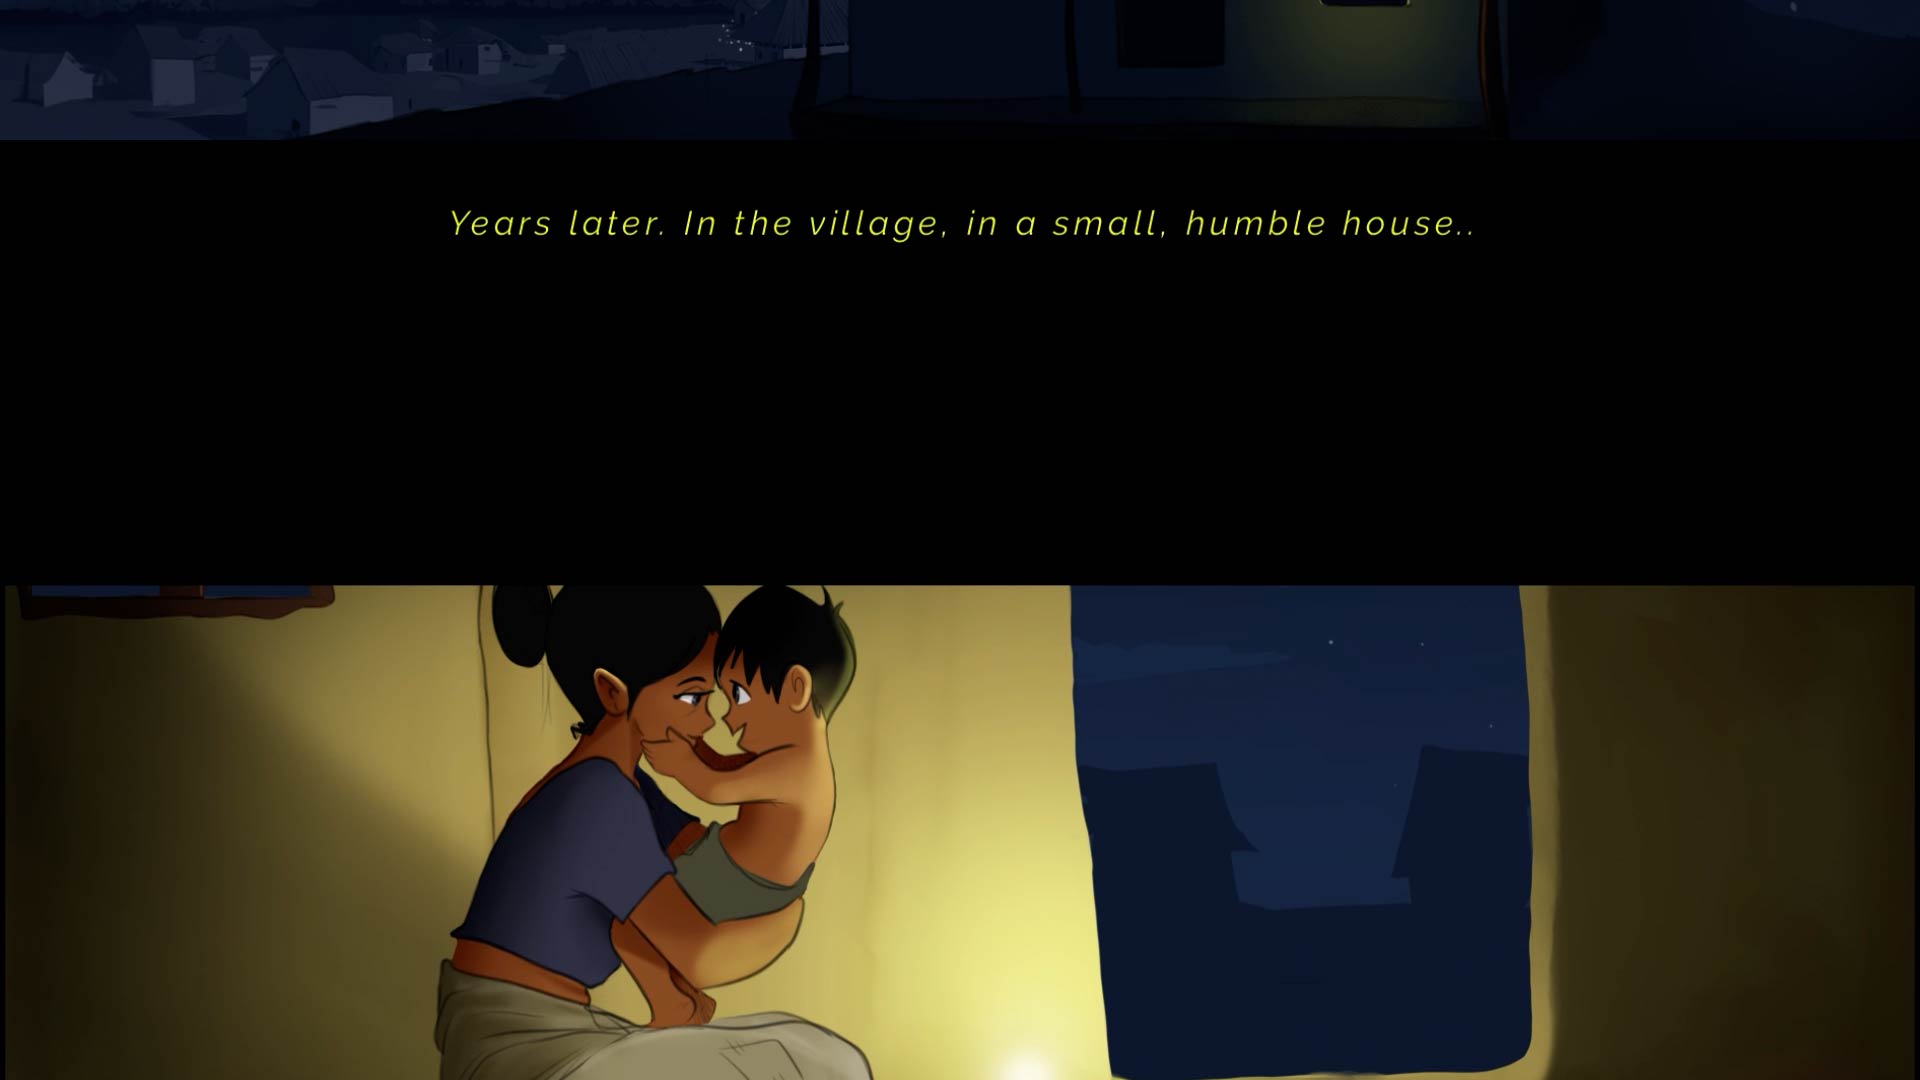 Years later. In the village, in a small, humble house..